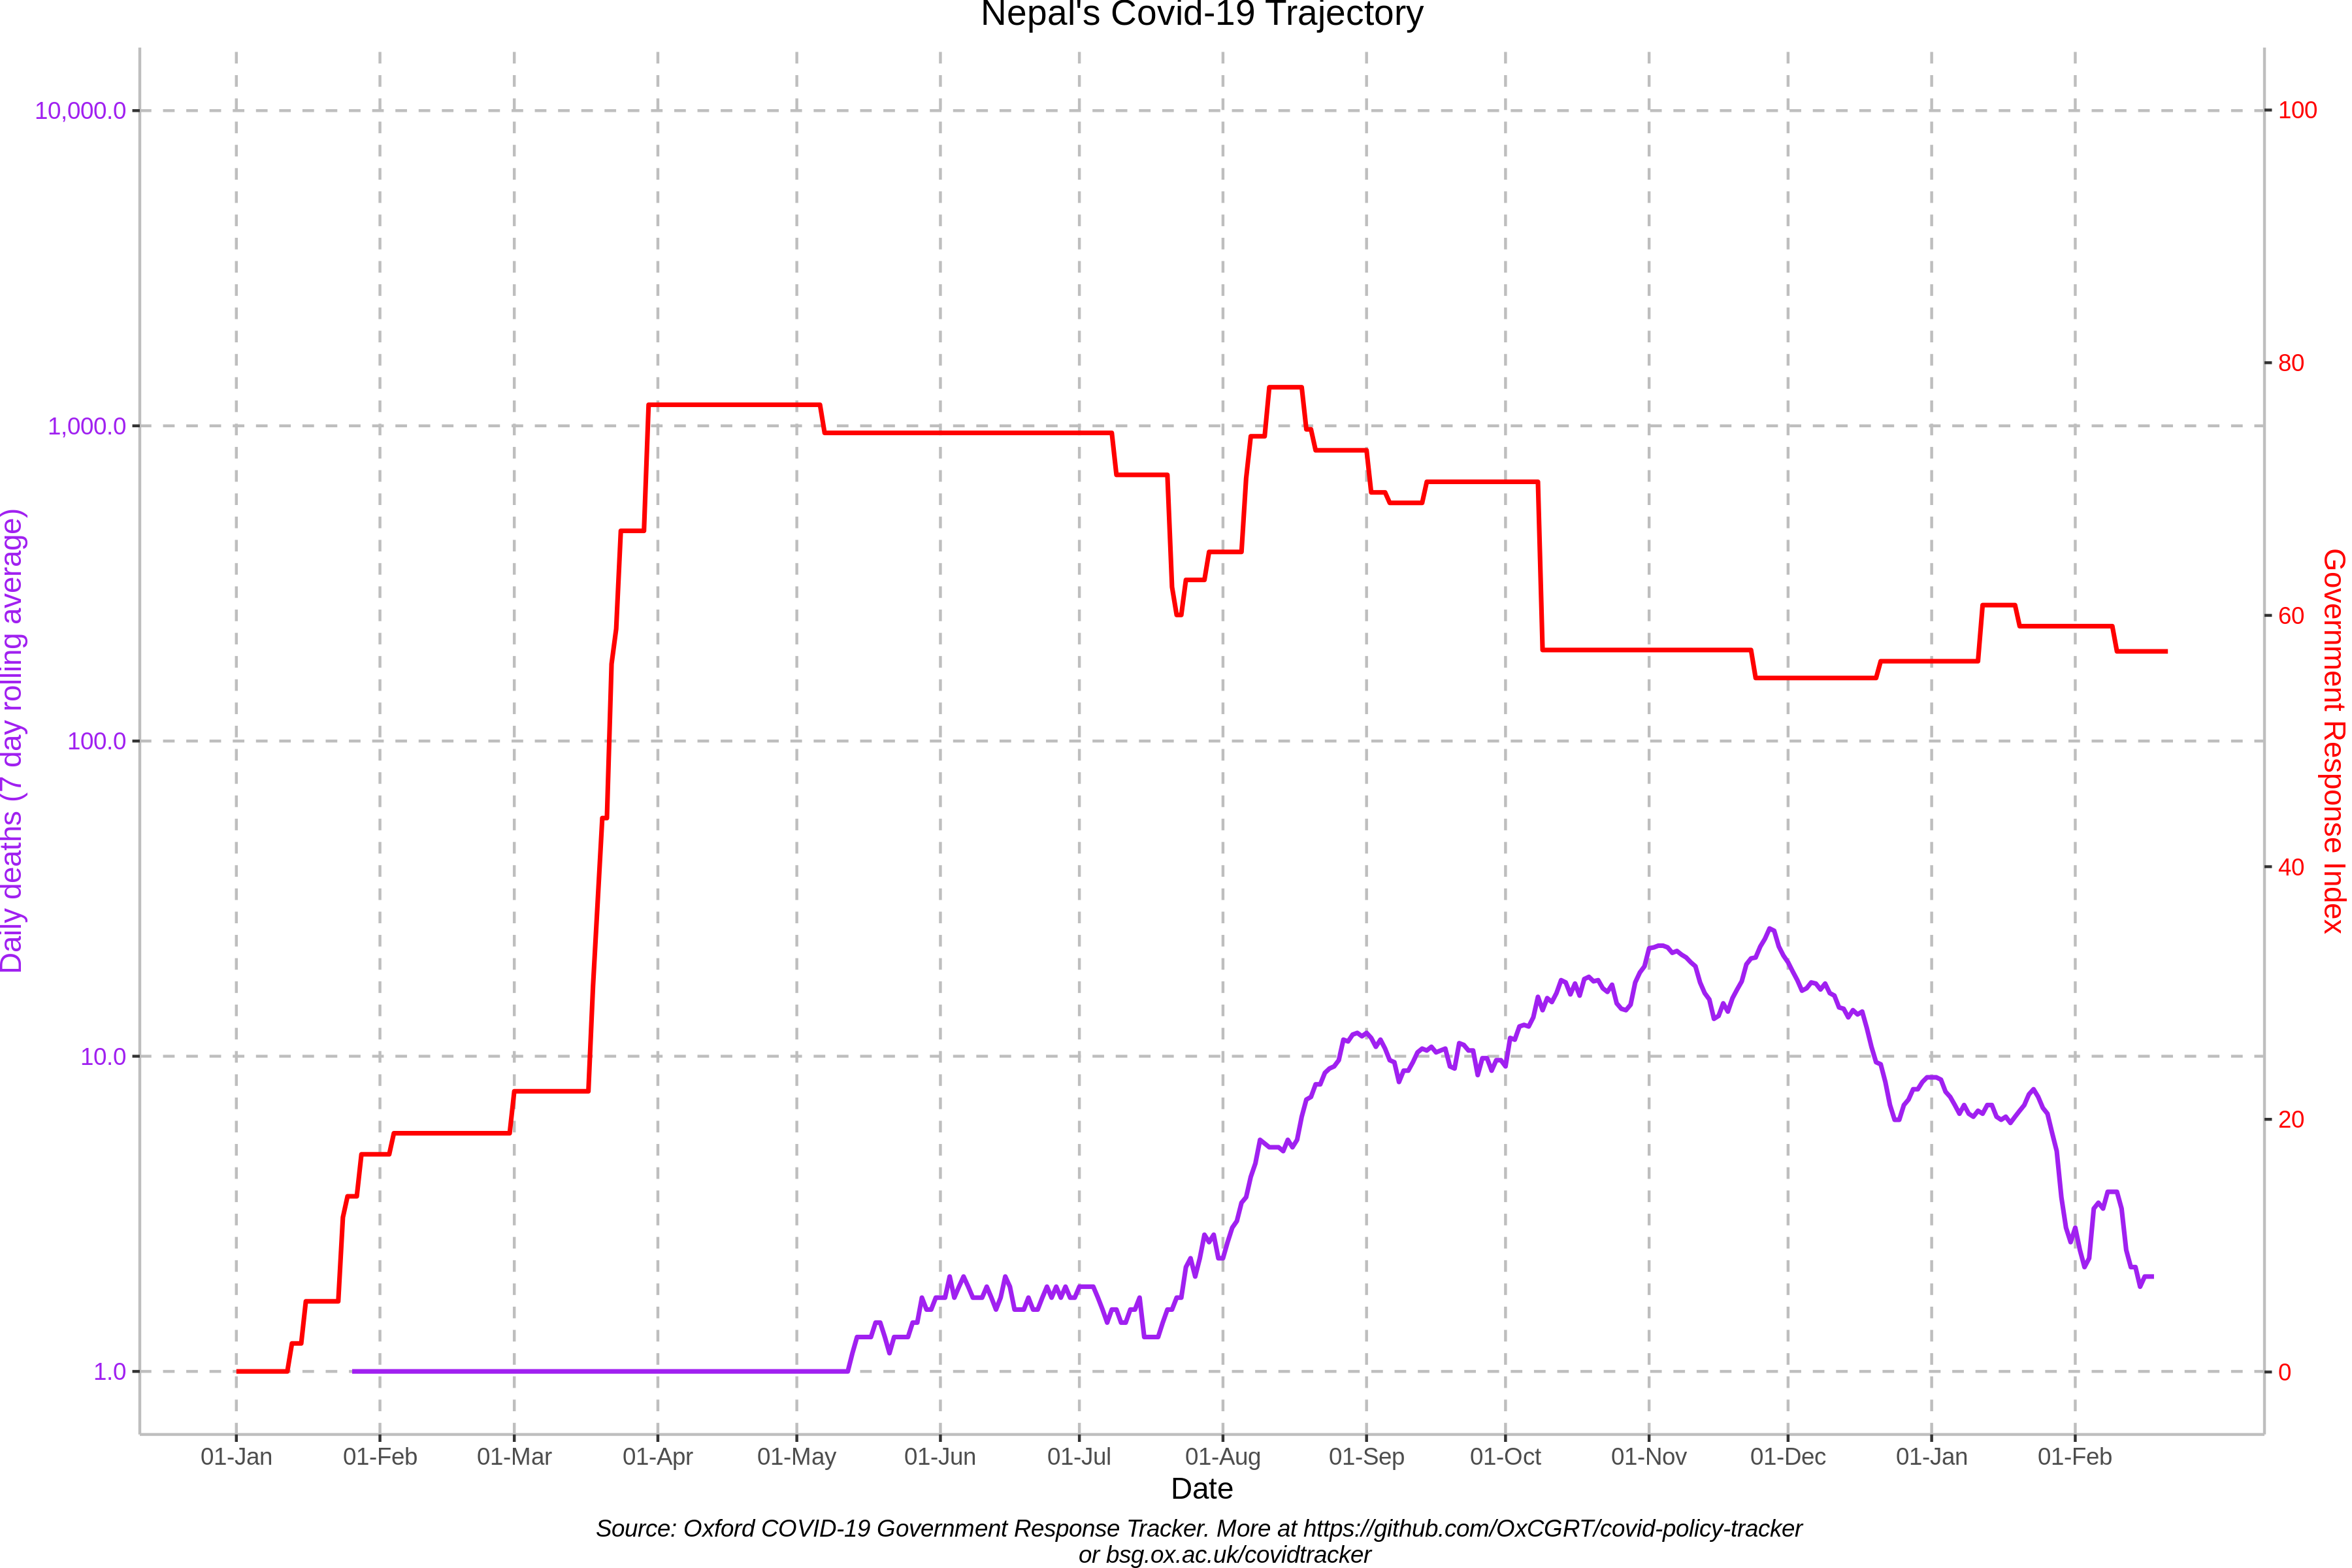 Nepal's Covid-19 Trajectory
10,000.0
1,000.0
100.0
10.0
1.0
Daily deaths (7 day rolling average)
100
80
60
40
20
0
Government Response Index
01-Jan 01-Feb 01-Mar 01-Apr 01-May 01-Jun 01-Jul 01-Aug 01-Sep 01-Oct 01-Nov 01-Dec 01-Jan 01-Feb
Date
Source: Oxford COVID-19 Government Response Tracker. More at https://github.com/OxCGRT/covid-policy-tracker
or bsg.ox.ac.uk/covidtracker